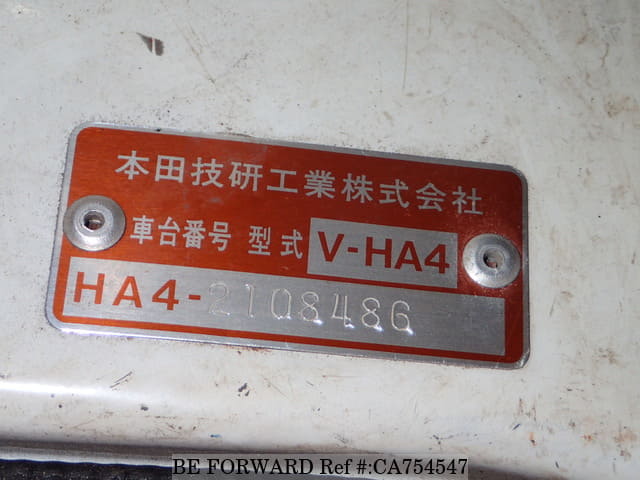 本田技研工業株式会社
車台番号 型式 V-HA4
HA4-2108486
BE FORWARD Ref #:CA754547